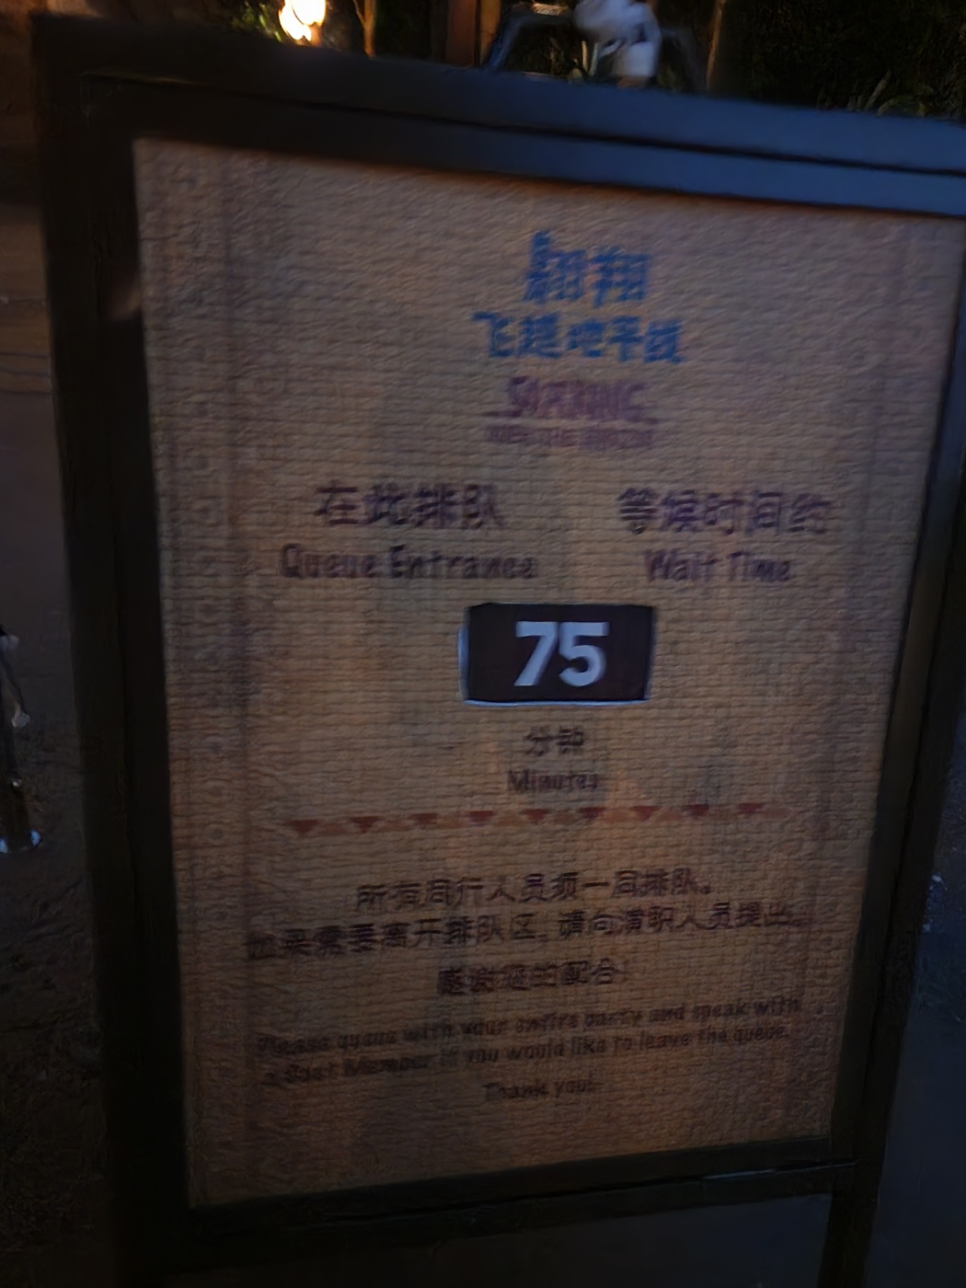 翱翔
飞越地平线
SOARING
OVER THE HORIZON
在此排队 等候时间约
Queue Entrance Wait Time
75
分钟
Minutes
所有同行人员须一同排队。
如果需要离开排队区,请向演职人员提出。
感谢您的配合
Please queue with your entire party and speak with
a Cast Member if you would like to leave the queue.
Thank you!